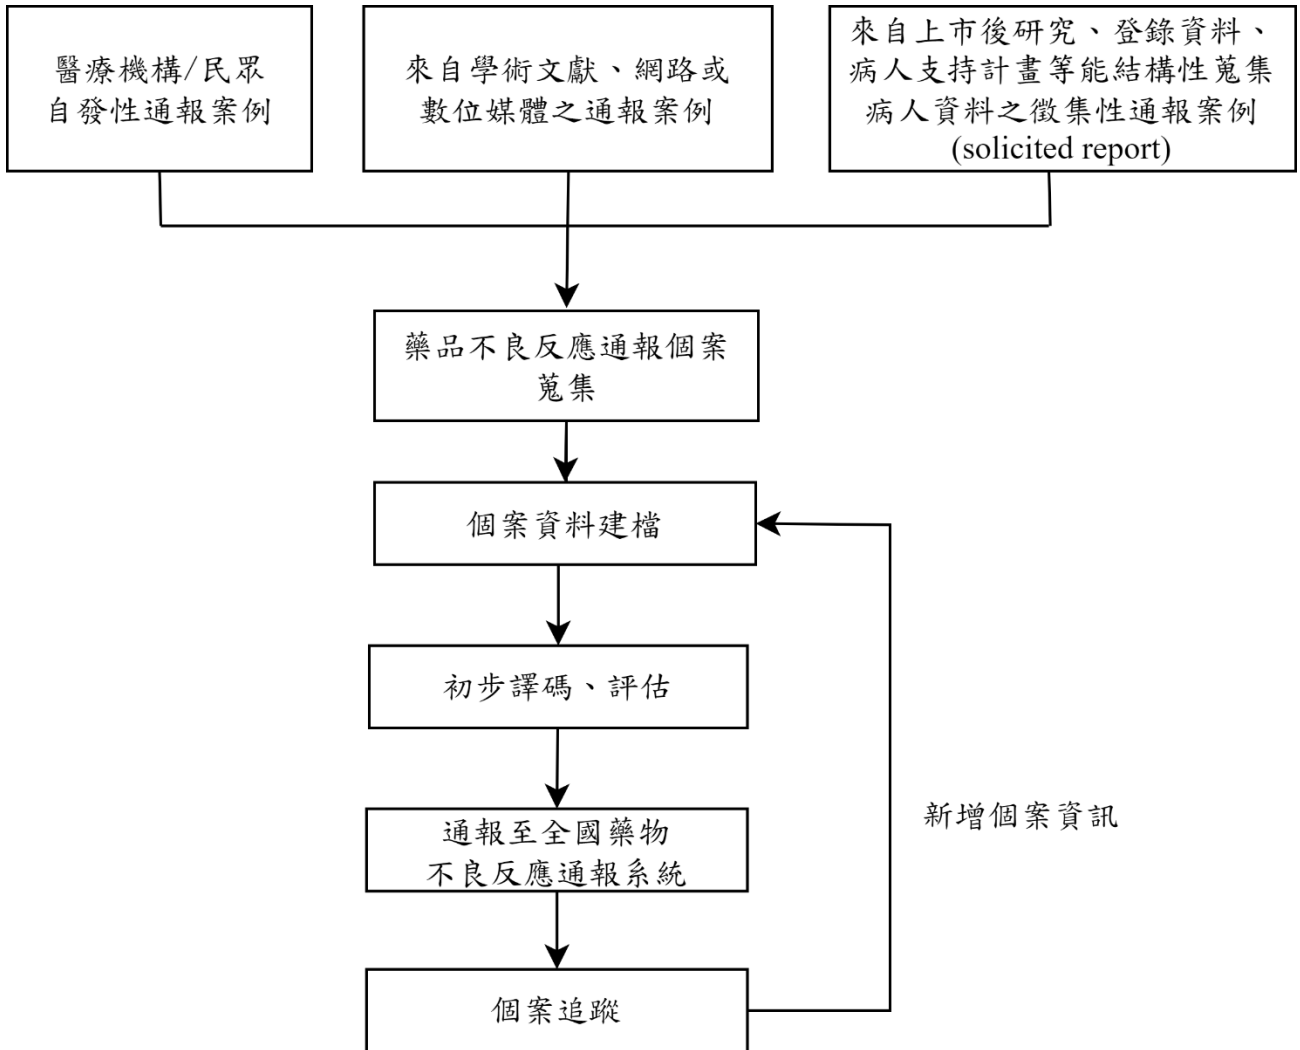 醫療機構/民眾
自發性通報案例
來自學術文獻、網路或
數位媒體之通報案例
來自上市後研究、登錄資料、
病人支持計畫等能結構性蒐集
病人資料之徵集性通報案例
(solicited report)
藥品不良反應通報個案
蒐集
個案資料建檔
初步譯碼、評估
通報至全國藥物
不良反應通報系統
新增個案資訊
個案追蹤